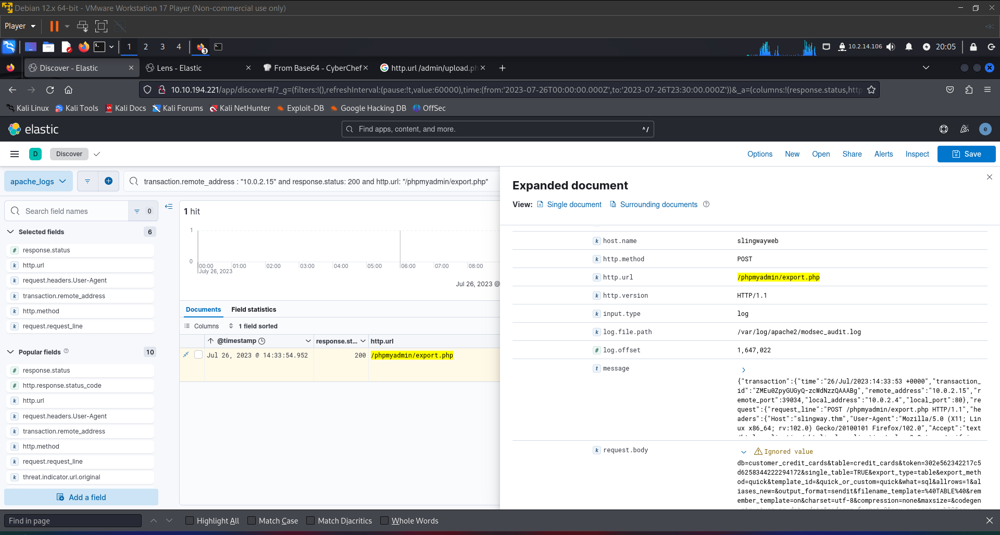 Debian 12.x 64-bit - VMware Workstation 17 Player (Non-commercial use only)
Player
1 2 3 4 3 10.2.14.106 20:05
Discover - Elastic
Lens - Elastic
From Base64 - CyberChef
http.url /admin/upload.ph
10.10.194.221/app/discover#/?_g=(filters:!(),refreshInterval:(pause:!t,value:60000),time:(from:'2023-07-26T00:00:00.000Z',to:'2023-07-26T23:30:00.000Z'))&_a=(columns:!(response.status,http
Kali Linux Kali Tools Kali Docs Kali Forums Kali NetHunter Exploit-DB Google Hacking DB OffSec
elastic
Find apps, content, and more. ^/
e
D Discover
Options New Open Share Alerts Inspect Save
apache_logs
transaction.remote_address : "10.0.2.15" and response.status: 200 and http.url: "/phpmyadmin/export.php"
Search field names 0
Selected fields 6
# response.status
k http.url
k request.headers.User-Agent
k transaction.remote_address
k http.method
k request.request_line
Popular fields 10
# response.status
# http.response.status_code
k http.url
k request.headers.User-Agent
k transaction.remote_address
k http.method
k request.request_line
k threat.indicator.url.original
Add a field
1 hit
1
0
00:00 01:00 02:00 03:00 04:00 05:00 06:00 07:00 08:00
July 26, 2023
Jul 26, 2023 @
Documents Field statistics
Columns 1 field sorted
@timestamp response.st... http.url
Jul 26, 2023 @ 14:33:54.952 200 /phpmyadmin/export.php
Expanded document
View: Single document Surrounding documents
k host.name slingwayweb
k http.method POST
k http.url /phpmyadmin/export.php
k http.version HTTP/1.1
k input.type log
k log.file.path /var/log/apache2/modsec_audit.log
# log.offset 1,647,022
t message
{"transaction":{"time":"26/Jul/2023:14:33:53 +0000","transaction_
id":"ZMEu0ZpyGUGyQ-zcWdNzzQAAABg","remote_address":"10.0.2.15","r
emote_port":39034,"local_address":"10.0.2.4","local_port":80},"re
quest":{"request_line":"POST /phpmyadmin/export.php HTTP/1.1","he
aders":{"Host":"slingway.thm","User-Agent":"Mozilla/5.0 (X11; Lin
ux x86_64; rv:102.0) Gecko/20100101 Firefox/102.0","Accept":"text
k request.body Ignored value
db=customer_credit_cards&table=credit_cards&token=302e562342217c5
d6258344222294172&single_table=TRUE&export_type=table&export_meth
od=quick&template_id=&quick_or_custom=quick&what=sql&allrows=1&al
iases_new=&output_format=sendit&filename_template=%40TABLE%40&rem
ember_template=on&charset=utf-8&compression=none&maxsize=&codegen
Find in page
Highlight All Match Case Match Diacritics Whole Words